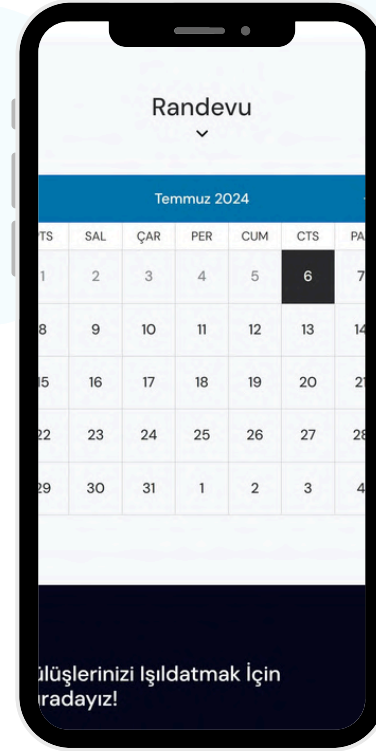 Randevu
Temmuz 2024
TS SAL ÇAR PER CUM CTS PA
1 2 3 4 5 6 7
8 9 10 11 12 13 14
15 16 17 18 19 20 21
22 23 24 25 26 27 28
29 30 31 1 2 3 4
ülüşlerinizi Işıldatmak İçin
uradayız!